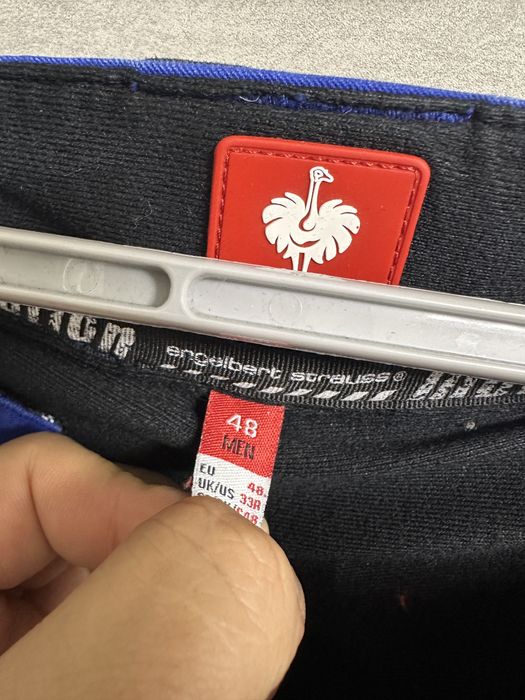 engelbert strauss®
48
MEN
EU 48
UK/US 33R